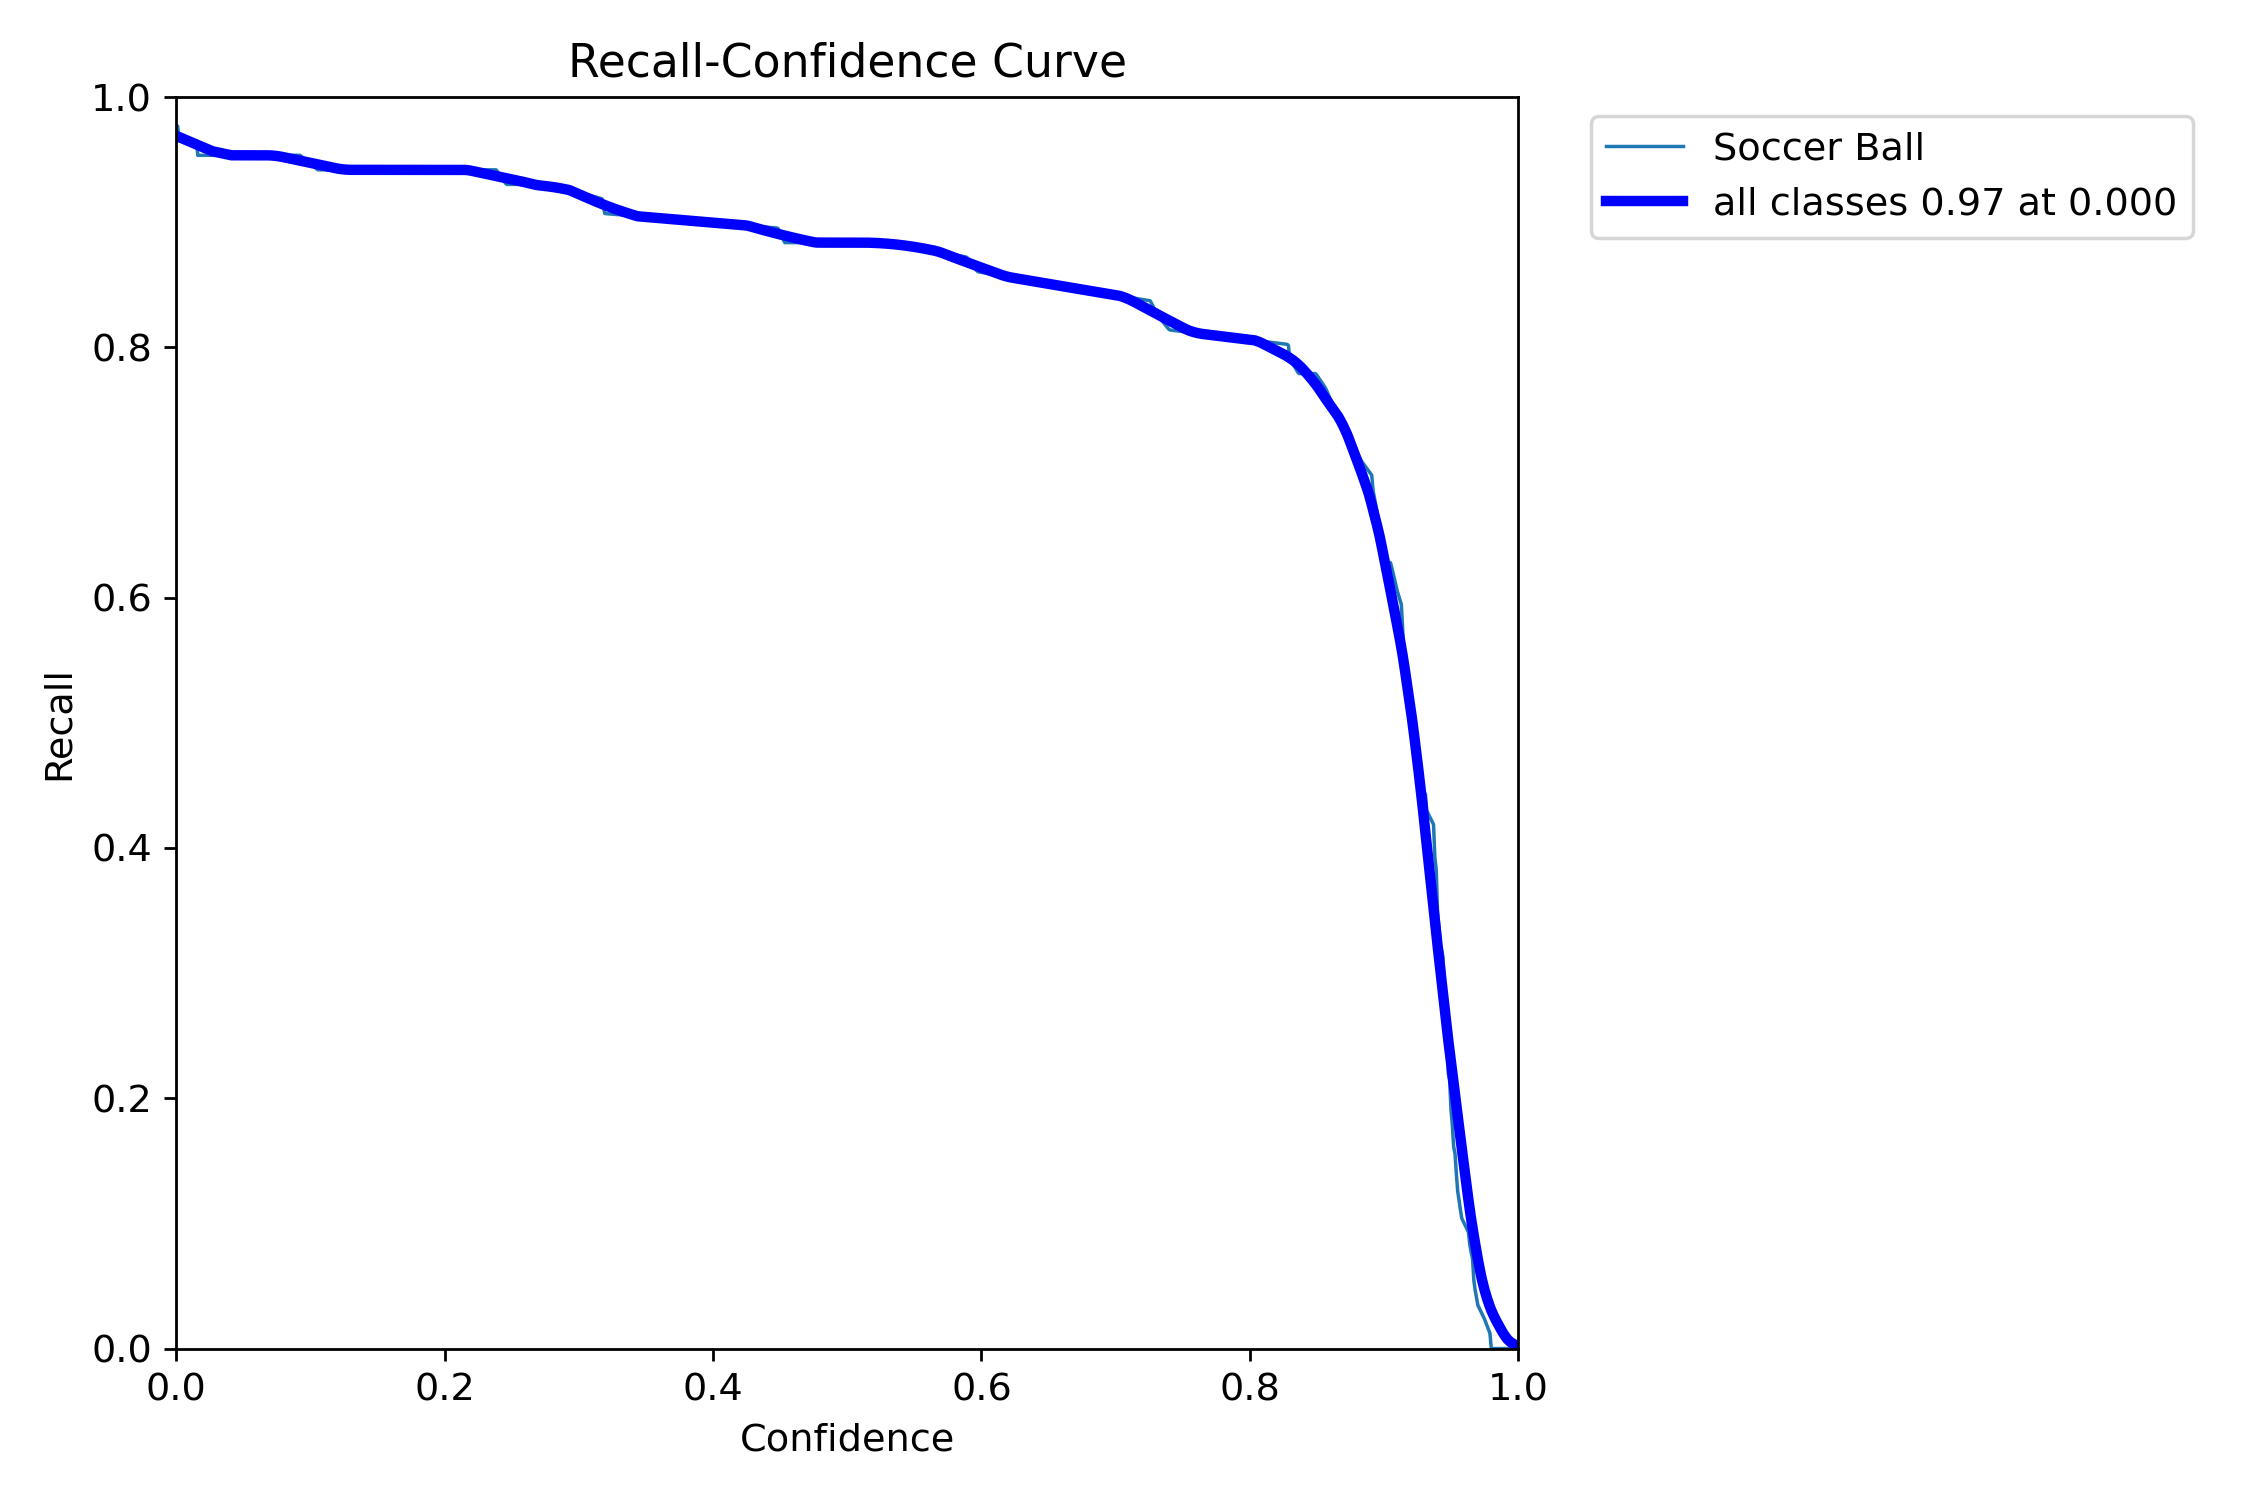 Recall-Confidence Curve
1.0
0.8
0.6
0.4
0.2
0.0
Recall
0.0 0.2 0.4 0.6 0.8 1.0
Confidence
Soccer Ball
all classes 0.97 at 0.000